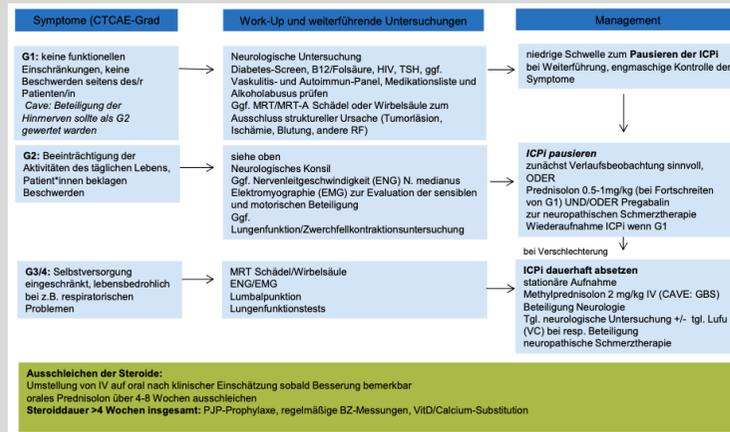 Symptome (CTCAE-Grad
Work-Up und weiterführende Untersuchungen
Management
G1: keine funktionellen
Einschränkungen, keine
Beschwerden seitens des/r
Patienten/in
Cave: Beteiligung der
Hinrnerven sollte als G2
gewertet warden
Neurologische Untersuchung
Diabetes-Screen, B12/Folsäure, HIV, TSH, ggf.
Vaskulitis- und Autoimmun-Panel, Medikationsliste und
Alkoholabusus prüfen
Ggf. MRT/MRT-A Schädel oder Wirbelsäule zum
Ausschluss struktureller Ursache (Tumorläsion,
Ischämie, Blutung, andere RF)
niedrige Schwelle zum Pausieren der ICPi
bei Weiterführung, engmaschige Kontrolle der
Symptome
G2: Beeinträchtigung der
Aktivitäten des täglichen Lebens,
Patient*innen beklagen
Beschwerden
siehe oben
Neurologisches Konsil
Ggf. Nervenleitgeschwindigkeit (ENG) N. medianus
Elektromyographie (EMG) zur Evaluation der sensiblen
und motorischen Beteiligung
Ggf.
Lungenfunktion/Zwerchfellkontraktionsuntersuchung
ICPi pausieren
zunächst Verlaufsbeobachtung sinnvoll,
ODER
Prednisolon 0.5-1mg/kg (bei Fortschreiten
von G1) UND/ODER Pregabalin
zur neuropathischen Schmerztherapie
Wiederaufnahme ICPi wenn G1
bei Verschlechterung
G3/4: Selbstversorgung
eingeschränkt, lebensbedrohlich
bei z.B. respiratorischen
Problemen
MRT Schädel/Wirbelsäule
ENG/EMG
Lumbalpunktion
Lungenfunktionstests
ICPi dauerhaft absetzen
stationäre Aufnahme
Methylprednisolon 2 mg/kg IV (CAVE: GBS)
Beteiligung Neurologie
Tgl. neurologische Untersuchung +/- tgl. Lufu
(VC) bei resp. Beteiligung
neuropathische Schmerztherapie
Ausschleichen der Steroide:
Umstellung von IV auf oral nach klinischer Einschätzung sobald Besserung bemerkbar
orales Prednisolon über 4-8 Wochen ausschleichen
Steroiddauer >4 Wochen insgesamt: PJP-Prophylaxe, regelmäßige BZ-Messungen, VitD/Calcium-Substitution